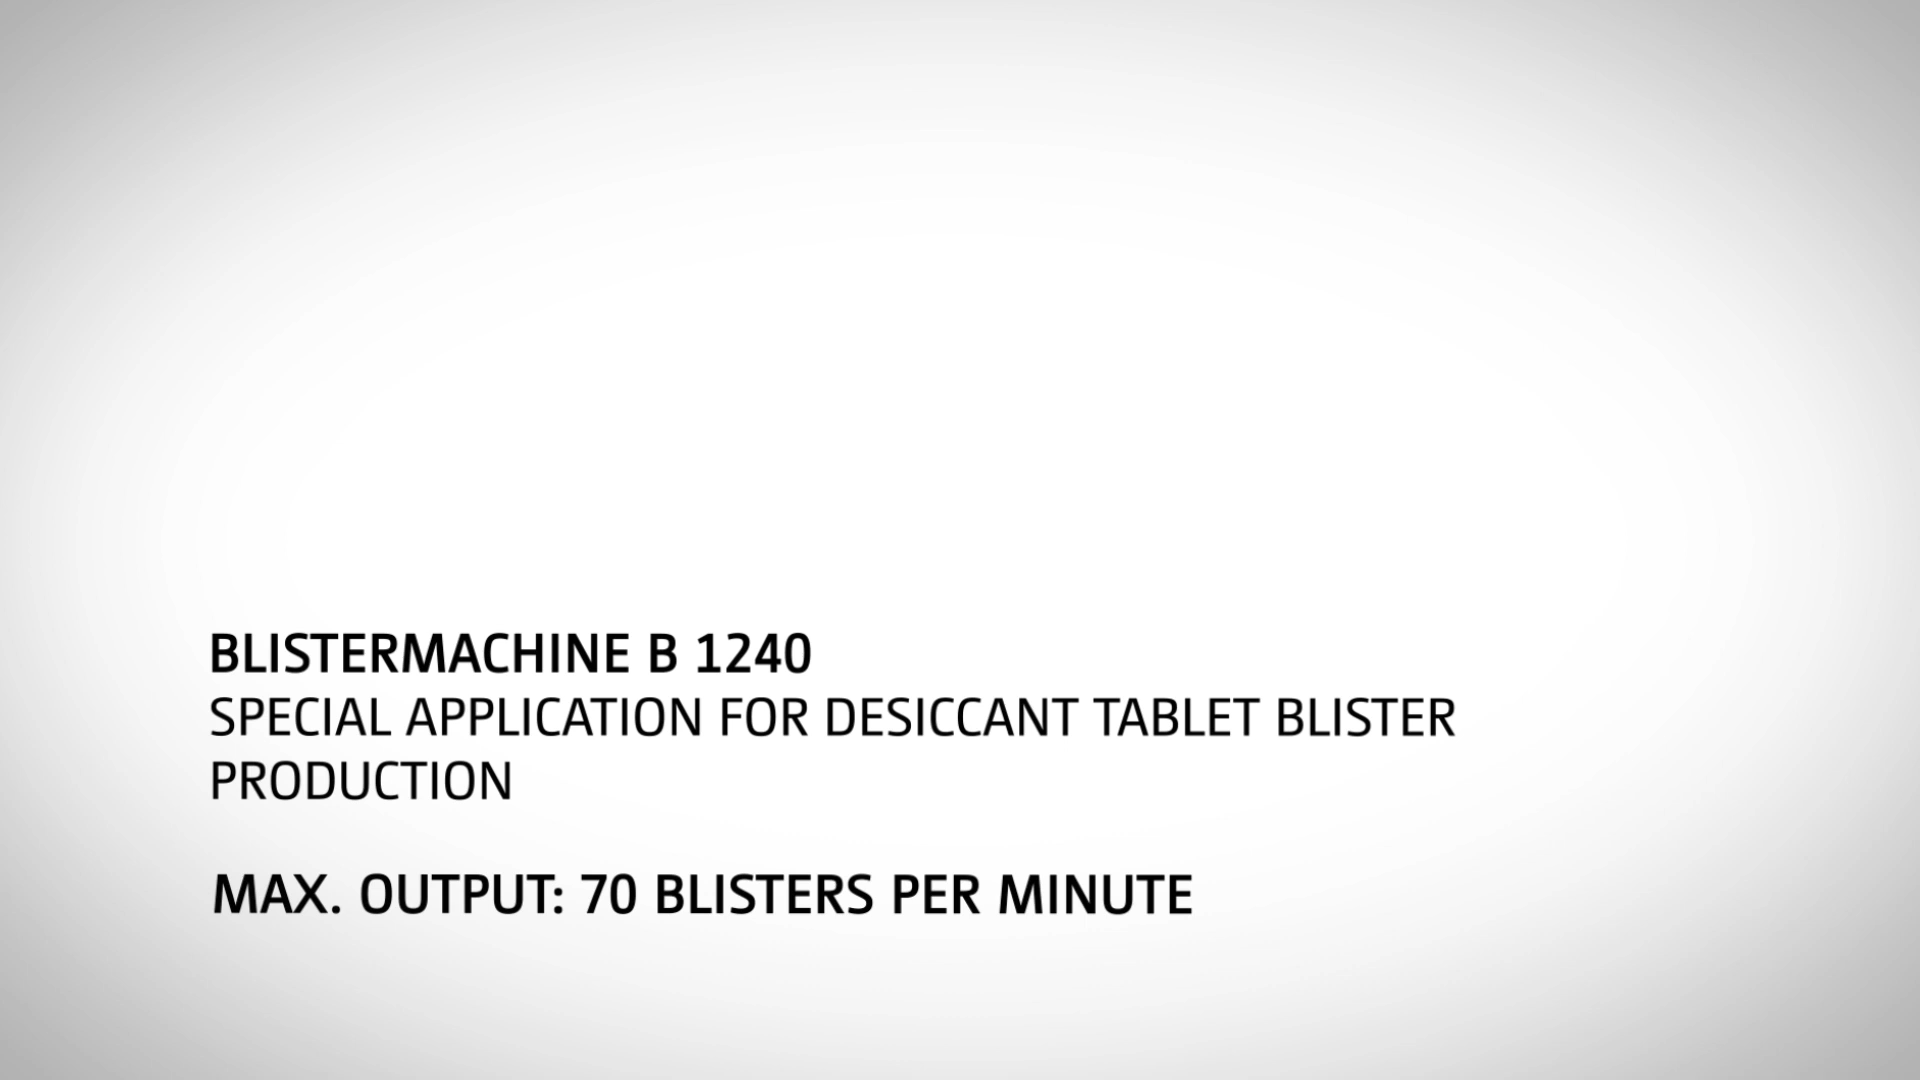 BLISTERMACHINE B 1240
SPECIAL APPLICATION FOR DESICCANT TABLET BLISTER
PRODUCTION
MAX. OUTPUT: 70 BLISTERS PER MINUTE